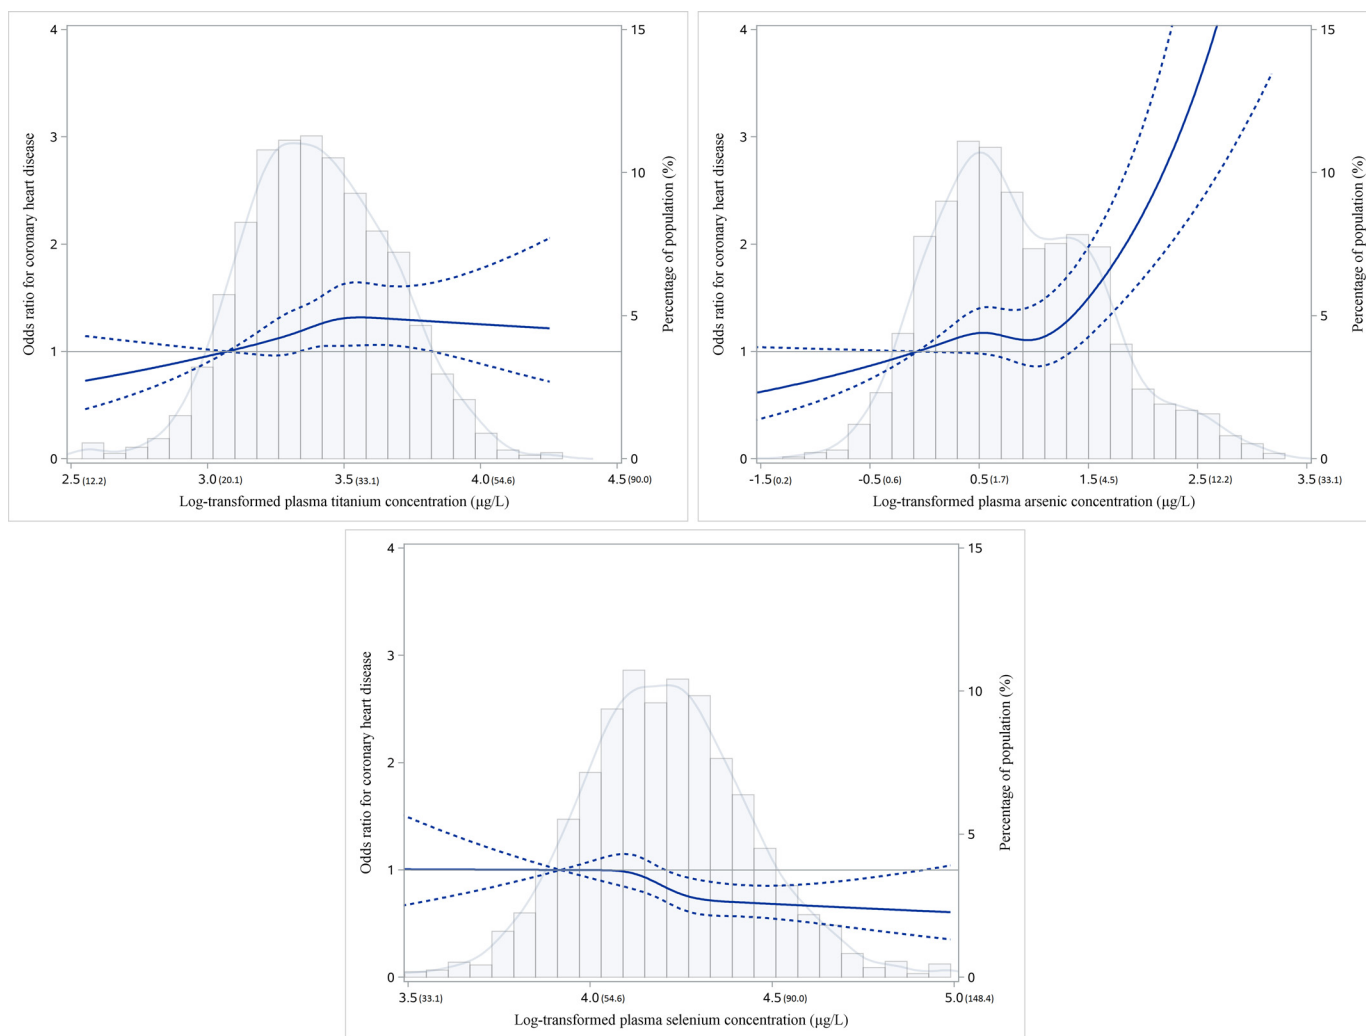 4
3
2
1
0
Odds ratio for coronary heart disease
15
10
5
0
Percentage of population (%)
2.5 (12.2) 3.0 (20.1) 3.5 (33.1) 4.0 (54.6) 4.5 (90.0)
Log-transformed plasma titanium concentration (μg/L)
4
3
2
1
0
Odds ratio for coronary heart disease
15
10
5
0
Percentage of population (%)
-1.5 (0.2) -0.5 (0.6) 0.5 (1.7) 1.5 (4.5) 2.5 (12.2) 3.5 (33.1)
Log-transformed plasma arsenic concentration (μg/L)
4
3
2
1
0
Odds ratio for coronary heart disease
15
10
5
0
Percentage of population (%)
3.5 (33.1) 4.0 (54.6) 4.5 (90.0) 5.0 (148.4)
Log-transformed plasma selenium concentration (μg/L)